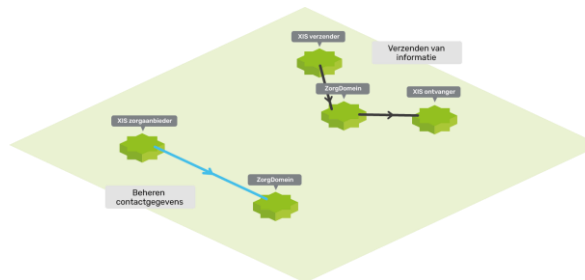 XIS verzender
Verzenden van
informatie
ZorgDomein
XIS ontvanger
XIS zorgaanbieder
ZorgDomein
Beheren
contactgegevens